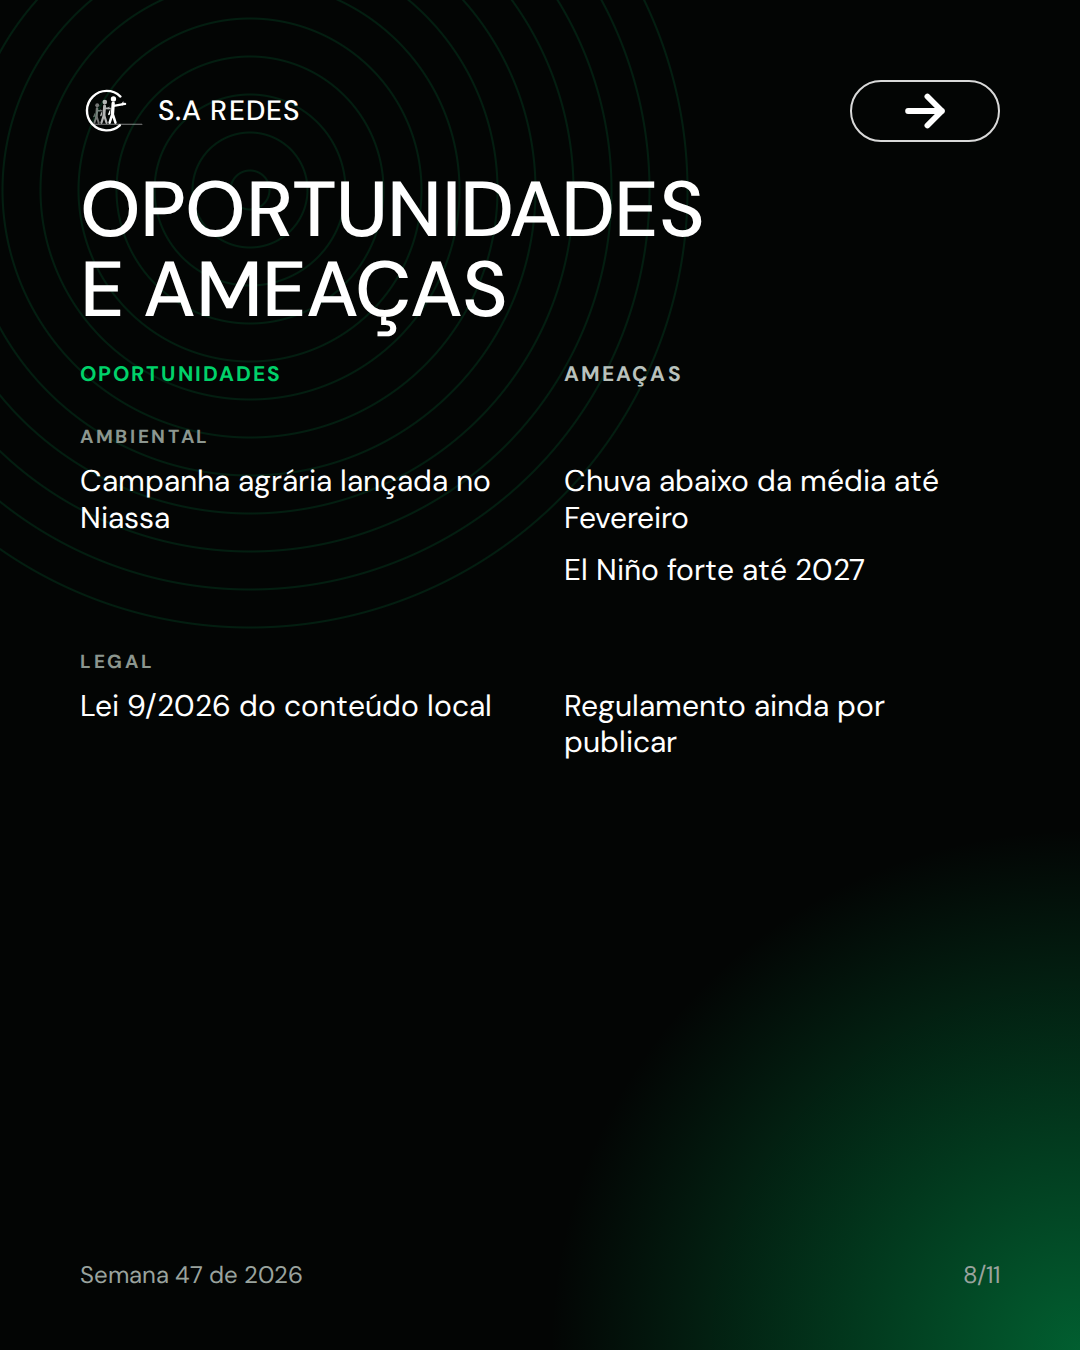 S.A REDES
OPORTUNIDADES
E AMEAÇAS
OPORTUNIDADES
AMEAÇAS
AMBIENTAL
Campanha agrária lançada no
Niassa
Chuva abaixo da média até
Fevereiro
El Niño forte até 2027
LEGAL
Lei 9/2026 do conteúdo local
Regulamento ainda por
publicar
Semana 47 de 2026
8/11